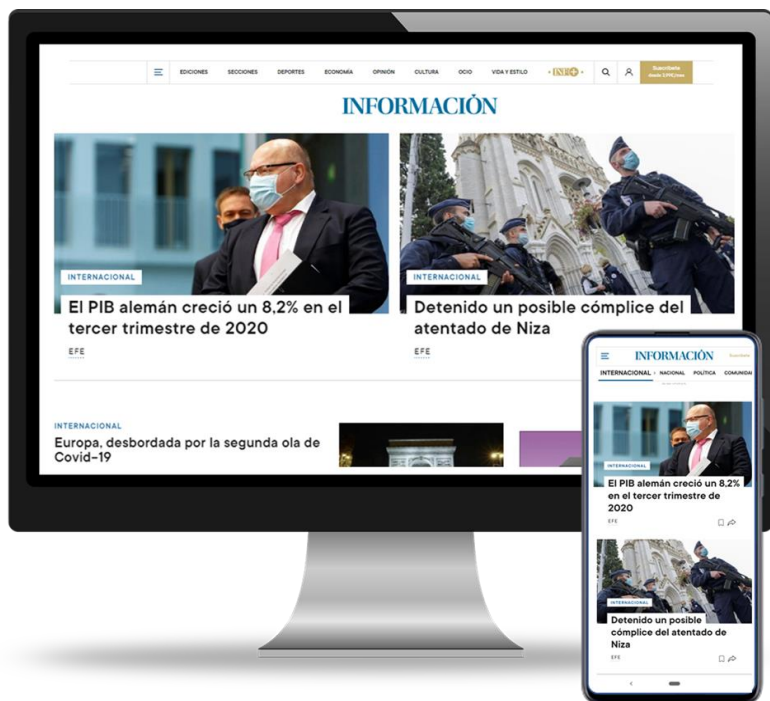 EDICIONES SECCIONES DEPORTES ECONOMÍA OPINIÓN CULTURA OCIO VIDA Y ESTILO INF+ Suscríbete
INFORMACIÓN
INTERNACIONAL
El PIB alemán creció un 8,2% en el
tercer trimestre de 2020
EFE
INTERNACIONAL
Detenido un posible cómplice del
atentado de Niza
EFE
INTERNACIONAL
Europa, desbordada por la segunda ola de
Covid-19
INFORMACIÓN Suscríbete
INTERNACIONAL NACIONAL POLÍTICA COMUNIDA
INTERNACIONAL
El PIB alemán creció un 8,2%
en el tercer trimestre de
2020
EFE
INTERNACIONAL
Detenido un posible
cómplice del atentado de
Niza
EFE